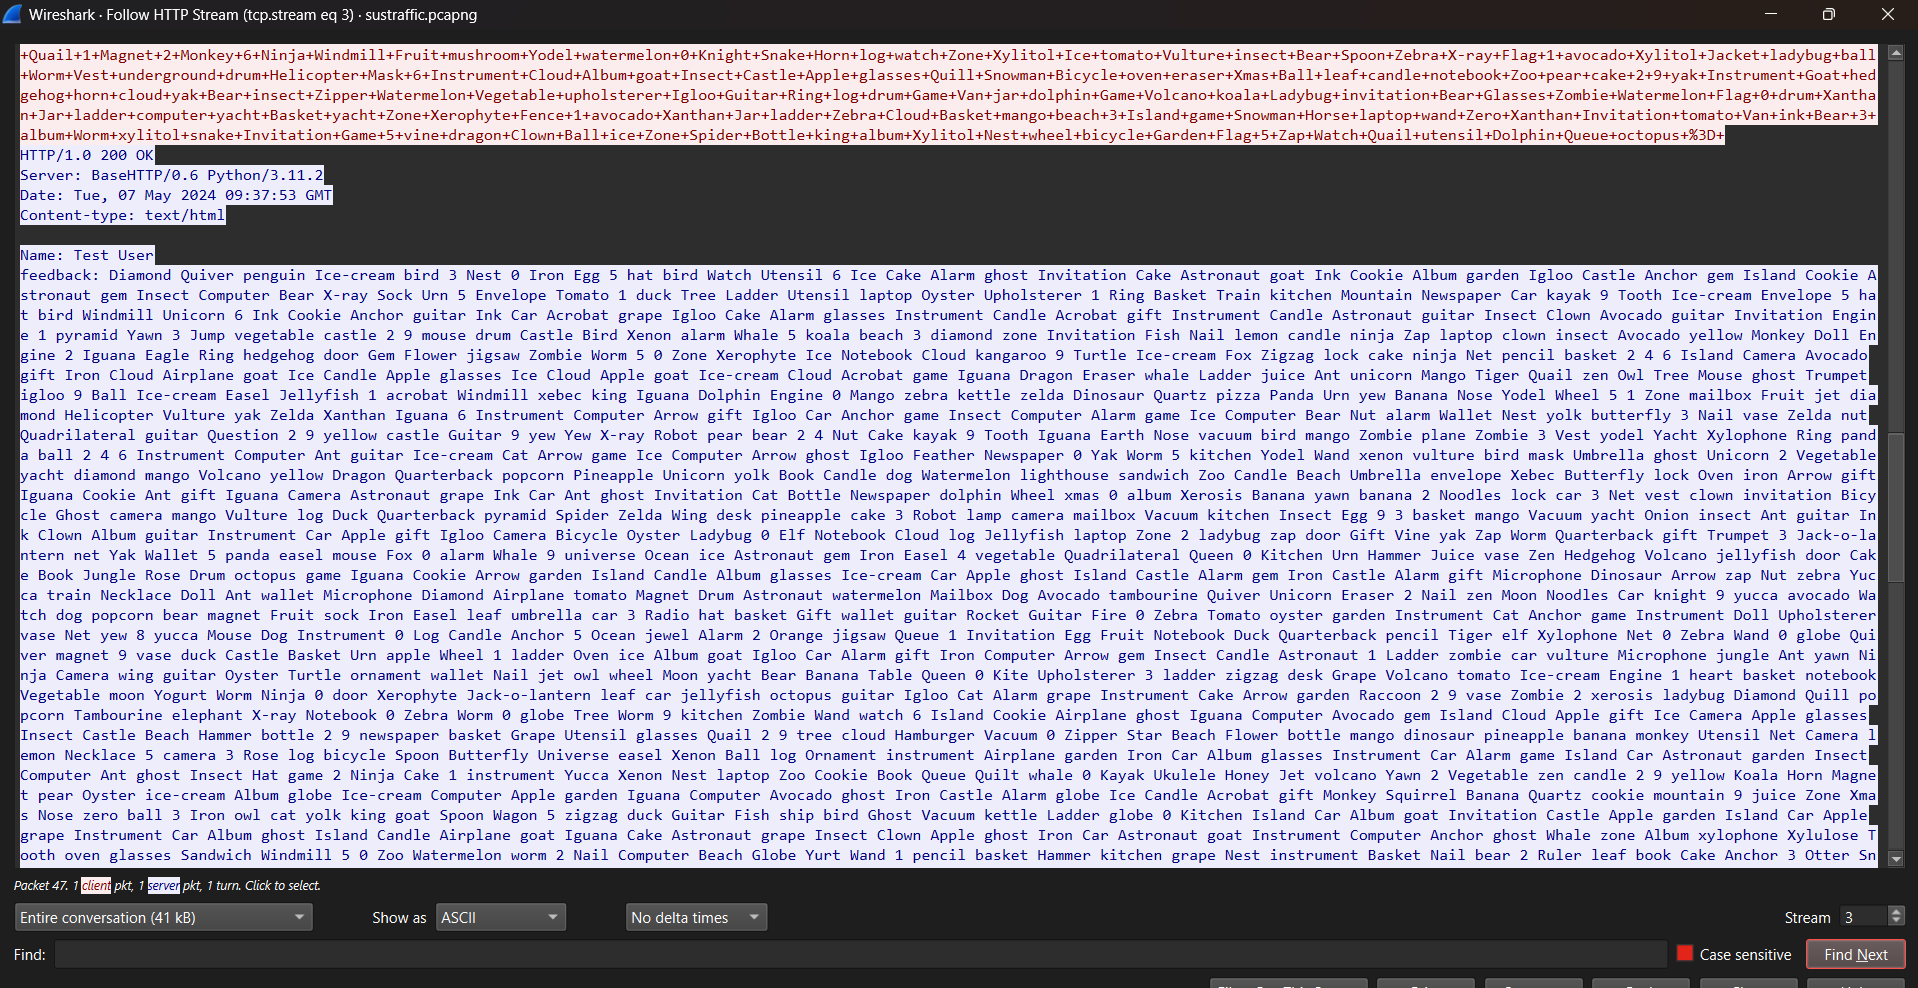 Wireshark · Follow HTTP Stream (tcp.stream eq 3) · sustraffic.pcapng
+Quail+1+Magnet+2+Monkey+6+Ninja+Windmill+Fruit+mushroom+Yodel+watermelon+0+Knight+Snake+Horn+log+watch+Zone+Xylitol+Ice+tomato+Vulture+insect+Bear+Spoon+Zebra+X-ray+Flag+1+avocado+Xylitol+Jacket+ladybug+ball
+Worm+Vest+underground+drum+Helicopter+Mask+6+Instrument+Cloud+Album+goat+Insect+Castle+Apple+glasses+Quill+Snowman+Bicycle+oven+eraser+Xmas+Ball+leaf+candle+notebook+Zoo+pear+cake+2+9+yak+Instrument+Goat+hed
gehog+horn+cloud+yak+Bear+insect+Zipper+Watermelon+Vegetable+upholsterer+Igloo+Guitar+Ring+log+drum+Game+Van+jar+dolphin+Game+Volcano+koala+Ladybug+invitation+Bear+Glasses+Zombie+Watermelon+Flag+0+drum+Xantha
n+Jar+ladder+computer+yacht+Basket+yacht+Zone+Xerophyte+Fence+1+avocado+Xanthan+Jar+ladder+Zebra+Cloud+Basket+mango+beach+3+Island+game+Snowman+Horse+laptop+wand+Zero+Xanthan+Invitation+tomato+Van+ink+Bear+3+
album+Worm+xylitol+snake+Invitation+Game+5+vine+dragon+Clown+Ball+ice+Zone+Spider+Bottle+king+album+Xylitol+Nest+wheel+bicycle+Garden+Flag+5+Zap+Watch+Quail+utensil+Dolphin+Queue+octopus+%3D+
HTTP/1.0 200 OK
Server: BaseHTTP/0.6 Python/3.11.2
Date: Tue, 07 May 2024 09:37:53 GMT
Content-type: text/html
Name: Test User
feedback: Diamond Quiver penguin Ice-cream bird 3 Nest 0 Iron Egg 5 hat bird Watch Utensil 6 Ice Cake Alarm ghost Invitation Cake Astronaut goat Ink Cookie Album garden Igloo Castle Anchor gem Island Cookie A
stronaut gem Insect Computer Bear X-ray Sock Urn 5 Envelope Tomato 1 duck Tree Ladder Utensil laptop Oyster Upholsterer 1 Ring Basket Train kitchen Mountain Newspaper Car kayak 9 Tooth Ice-cream Envelope 5 ha
t bird Windmill Unicorn 6 Ink Cookie Anchor guitar Ink Car Acrobat grape Igloo Cake Alarm glasses Instrument Candle Acrobat gift Instrument Candle Astronaut guitar Insect Clown Avocado guitar Invitation Engin
e 1 pyramid Yawn 3 Jump vegetable castle 2 9 mouse drum Castle Bird Xenon alarm Whale 5 koala beach 3 diamond zone Invitation Fish Nail lemon candle ninja Zap laptop clown insect Avocado yellow Monkey Doll En
gine 2 Iguana Eagle Ring hedgehog door Gem Flower jigsaw Zombie Worm 5 0 Zone Xerophyte Ice Notebook Cloud kangaroo 9 Turtle Ice-cream Fox Zigzag lock cake ninja Net pencil basket 2 4 6 Island Camera Avocado
gift Iron Cloud Airplane goat Ice Candle Apple glasses Ice Cloud Apple goat Ice-cream Cloud Acrobat game Iguana Dragon Eraser whale Ladder juice Ant unicorn Mango Tiger Quail zen Owl Tree Mouse ghost Trumpet
igloo 9 Ball Ice-cream Easel Jellyfish 1 acrobat Windmill xebec king Iguana Dolphin Engine 0 Mango zebra kettle zelda Dinosaur Quartz pizza Panda Urn yew Banana Nose Yodel Wheel 5 1 Zone mailbox Fruit jet dia
mond Helicopter Vulture yak Zelda Xanthan Iguana 6 Instrument Computer Arrow gift Igloo Car Anchor game Insect Computer Alarm game Ice Computer Bear Nut alarm Wallet Nest yolk butterfly 3 Nail vase Zelda nut
Quadrilateral guitar Question 2 9 yellow castle Guitar 9 yew Yew X-ray Robot pear bear 2 4 Nut Cake kayak 9 Tooth Iguana Earth Nose vacuum bird mango Zombie plane Zombie 3 Vest yodel Yacht Xylophone Ring pand
a ball 2 4 6 Instrument Computer Ant guitar Ice-cream Cat Arrow game Ice Computer Arrow ghost Igloo Feather Newspaper 0 Yak Worm 5 kitchen Yodel Wand xenon vulture bird mask Umbrella ghost Unicorn 2 Vegetable
yacht diamond mango Volcano yellow Dragon Quarterback popcorn Pineapple Unicorn yolk Book Candle dog Watermelon lighthouse sandwich Zoo Candle Beach Umbrella envelope Xebec Butterfly lock Oven iron Arrow gift
Iguana Cookie Ant gift Iguana Camera Astronaut grape Ink Car Ant ghost Invitation Cat Bottle Newspaper dolphin Wheel xmas 0 album Xerosis Banana yawn banana 2 Noodles lock car 3 Net vest clown invitation Bicy
cle Ghost camera mango Vulture log Duck Quarterback pyramid Spider Zelda Wing desk pineapple cake 3 Robot lamp camera mailbox Vacuum kitchen Insect Egg 9 3 basket mango Vacuum yacht Onion insect Ant guitar In
k Clown Album guitar Instrument Car Apple gift Igloo Camera Bicycle Oyster Ladybug 0 Elf Notebook Cloud log Jellyfish laptop Zone 2 ladybug zap door Gift Vine yak Zap Worm Quarterback gift Trumpet 3 Jack-o-la
ntern net Yak Wallet 5 panda easel mouse Fox 0 alarm Whale 9 universe Ocean ice Astronaut gem Iron Easel 4 vegetable Quadrilateral Queen 0 Kitchen Urn Hammer Juice vase Zen Hedgehog Volcano jellyfish door Cak
e Book Jungle Rose Drum octopus game Iguana Cookie Arrow garden Island Candle Album glasses Ice-cream Car Apple ghost Island Castle Alarm gem Iron Castle Alarm gift Microphone Dinosaur Arrow zap Nut zebra Yuc
ca train Necklace Doll Ant wallet Microphone Diamond Airplane tomato Magnet Drum Astronaut watermelon Mailbox Dog Avocado tambourine Quiver Unicorn Eraser 2 Nail zen Moon Noodles Car knight 9 yucca avocado Wa
tch dog popcorn bear magnet Fruit sock Iron Easel leaf umbrella car 3 Radio hat basket Gift wallet guitar Rocket Guitar Fire 0 Zebra Tomato oyster garden Instrument Cat Anchor game Instrument Doll Upholsterer
vase Net yew 8 yucca Mouse Dog Instrument 0 Log Candle Anchor 5 Ocean jewel Alarm 2 Orange jigsaw Queue 1 Invitation Egg Fruit Notebook Duck Quarterback pencil Tiger elf Xylophone Net 0 Zebra Wand 0 globe Qui
ver magnet 9 vase duck Castle Basket Urn apple Wheel 1 ladder Oven ice Album goat Igloo Car Alarm gift Iron Computer Arrow gem Insect Candle Astronaut 1 Ladder zombie car vulture Microphone jungle Ant yawn Ni
nja Camera wing guitar Oyster Turtle ornament wallet Nail jet owl wheel Moon yacht Bear Banana Table Queen 0 Kite Upholsterer 3 ladder zigzag desk Grape Volcano tomato Ice-cream Engine 1 heart basket notebook
Vegetable moon Yogurt Worm Ninja 0 door Xerophyte Jack-o-lantern leaf car jellyfish octopus guitar Igloo Cat Alarm grape Instrument Cake Arrow garden Raccoon 2 9 vase Zombie 2 xerosis ladybug Diamond Quill po
pcorn Tambourine elephant X-ray Notebook 0 Zebra Worm 0 globe Tree Worm 9 kitchen Zombie Wand watch 6 Island Cookie Airplane ghost Iguana Computer Avocado gem Island Cloud Apple gift Ice Camera Apple glasses
Insect Castle Beach Hammer bottle 2 9 newspaper basket Grape Utensil glasses Quail 2 9 tree cloud Hamburger Vacuum 0 Zipper Star Beach Flower bottle mango dinosaur pineapple banana monkey Utensil Net Camera l
emon Necklace 5 camera 3 Rose log bicycle Spoon Butterfly Universe easel Xenon Ball log Ornament instrument Airplane garden Iron Car Album glasses Instrument Car Alarm game Island Car Astronaut garden Insect
Computer Ant ghost Insect Hat game 2 Ninja Cake 1 instrument Yucca Xenon Nest laptop Zoo Cookie Book Queue Quilt whale 0 Kayak Ukulele Honey Jet volcano Yawn 2 Vegetable zen candle 2 9 yellow Koala Horn Magne
t pear Oyster ice-cream Album globe Ice-cream Computer Apple garden Iguana Computer Avocado ghost Iron Castle Alarm globe Ice Candle Acrobat gift Monkey Squirrel Banana Quartz cookie mountain 9 juice Zone Xma
s Nose zero ball 3 Iron owl cat yolk king goat Spoon Wagon 5 zigzag duck Guitar Fish ship bird Ghost Vacuum kettle Ladder globe 0 Kitchen Island Car Album goat Invitation Castle Apple garden Island Car Apple
grape Instrument Car Album ghost Island Candle Airplane goat Iguana Cake Astronaut grape Insect Clown Apple ghost Iron Car Astronaut goat Instrument Computer Anchor ghost Whale zone Album xylophone Xylulose T
ooth oven glasses Sandwich Windmill 5 0 Zoo Watermelon worm 2 Nail Computer Beach Globe Yurt Wand 1 pencil basket Hammer kitchen grape Nest instrument Basket Nail bear 2 Ruler leaf book Cake Anchor 3 Otter Sn
Packet 47. 1 client pkt, 1 server pkt, 1 turn. Click to select.
Entire conversation (41 kB) Show as ASCII No delta times Stream 3
Find: Case sensitive Find Next